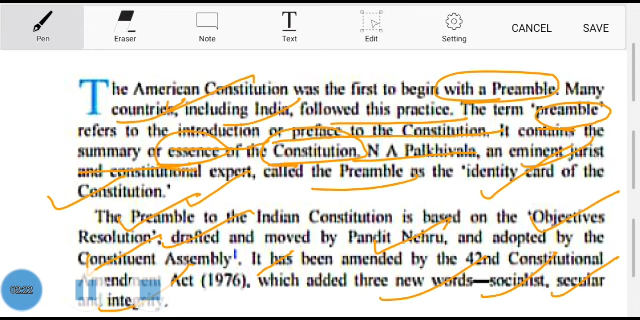 Pen
Eraser
Note
Text
Edit
Setting
CANCEL
SAVE
The American Constitution was the first to begin with a Preamble. Many
countries, including India, followed this practice. The term ‘preamble’
refers to the introduction or preface to the Constitution. It contains the
summary or essence of the Constitution. N A Palkhivala, an eminent jurist
and constitutional expert, called the Preamble as the ‘identity card of the
Constitution.’
The Preamble to the Indian Constitution is based on the ‘Objectives
Resolution’, drafted and moved by Pandit Nehru, and adopted by the
Constituent Assembly¹. It has been amended by the 42nd Constitutional
Amendment Act (1976), which added three new words—socialist, secular
and integrity.